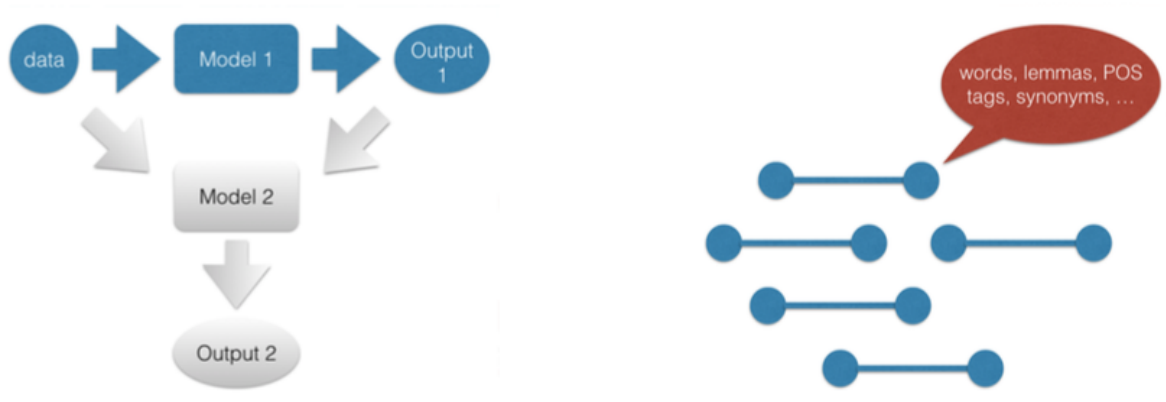 data
Model 1
Output
1
Model 2
Output 2
words, lemmas, POS
tags, synonyms, …